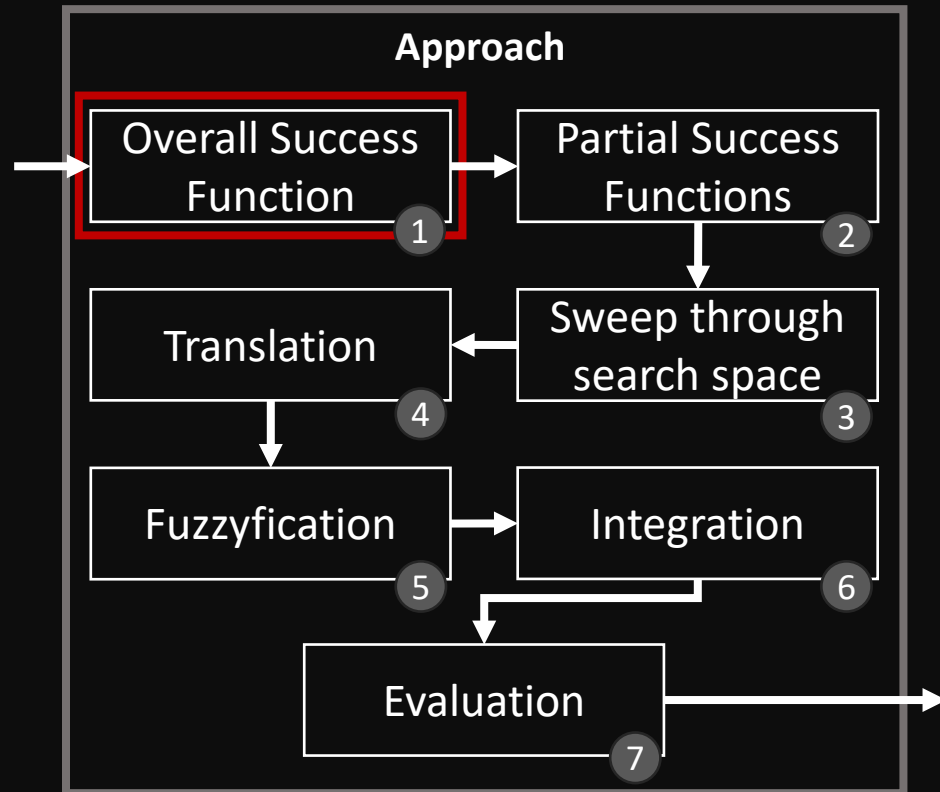 Approach
Overall Success
Function
1
Partial Success
Functions
2
Sweep through
search space
3
Translation
4
Fuzzyfication
5
Integration
6
Evaluation
7